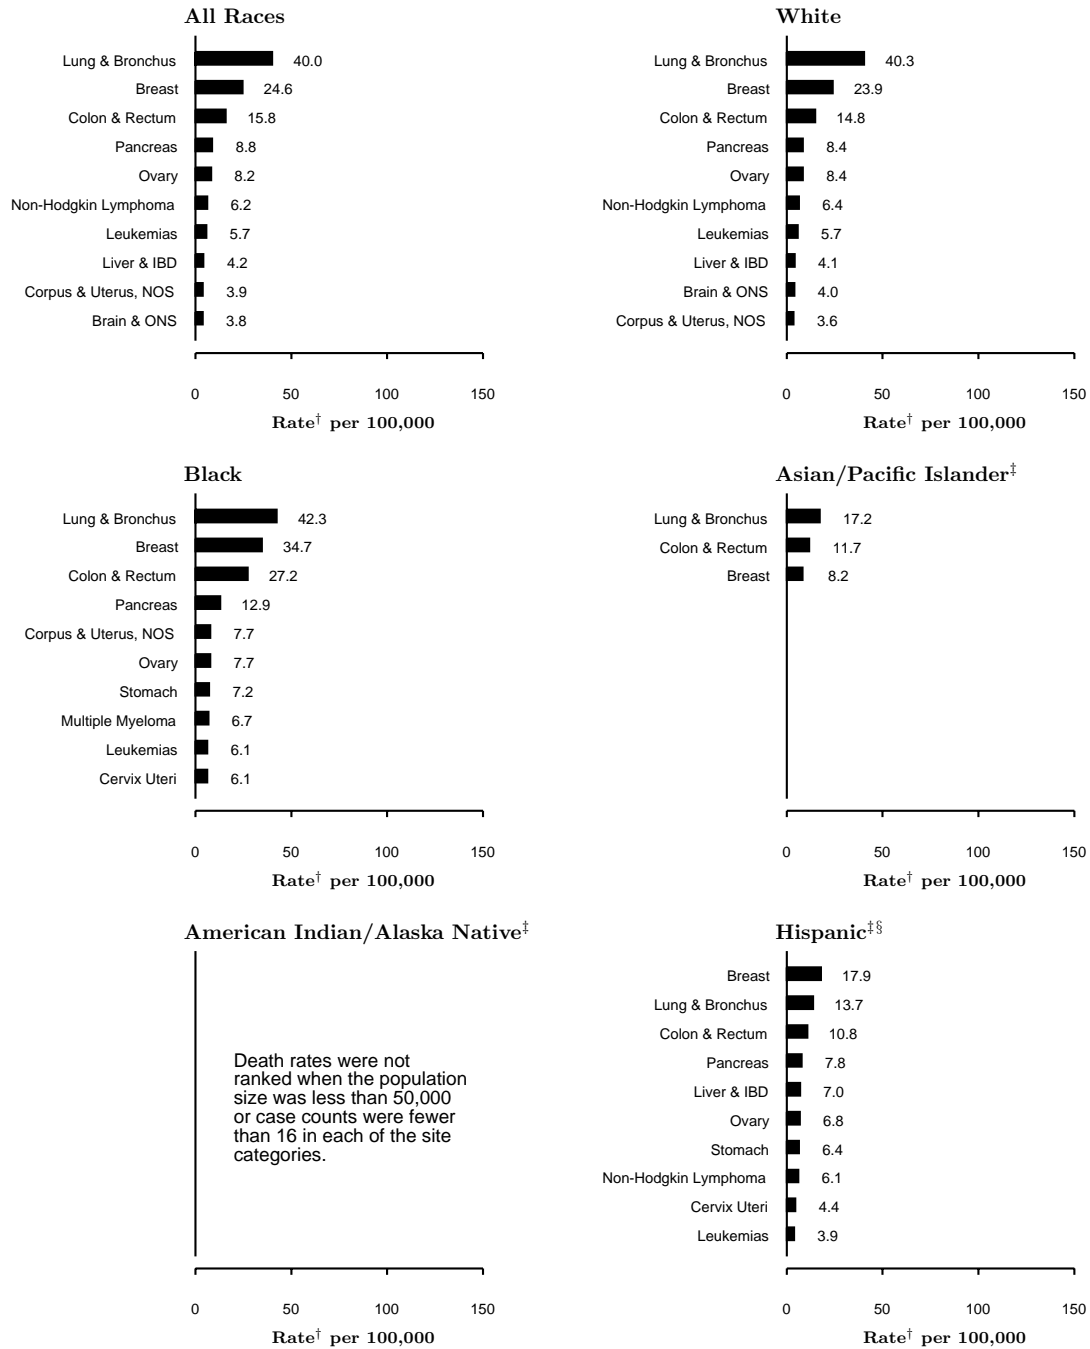 All Races
Lung & Bronchus 40.0
Breast 24.6
Colon & Rectum 15.8
Pancreas 8.8
Ovary 8.2
Non-Hodgkin Lymphoma 6.2
Leukemias 5.7
Liver & IBD 4.2
Corpus & Uterus, NOS 3.9
Brain & ONS 3.8
0 50 100 150
Rate† per 100,000
White
Lung & Bronchus 40.3
Breast 23.9
Colon & Rectum 14.8
Pancreas 8.4
Ovary 8.4
Non-Hodgkin Lymphoma 6.4
Leukemias 5.7
Liver & IBD 4.1
Brain & ONS 4.0
Corpus & Uterus, NOS 3.6
0 50 100 150
Rate† per 100,000
Black
Lung & Bronchus 42.3
Breast 34.7
Colon & Rectum 27.2
Pancreas 12.9
Corpus & Uterus, NOS 7.7
Ovary 7.7
Stomach 7.2
Multiple Myeloma 6.7
Leukemias 6.1
Cervix Uteri 6.1
0 50 100 150
Rate† per 100,000
Asian/Pacific Islander‡
Lung & Bronchus 17.2
Colon & Rectum 11.7
Breast 8.2
0 50 100 150
Rate† per 100,000
American Indian/Alaska Native‡
Death rates were not
ranked when the population
size was less than 50,000
or case counts were fewer
than 16 in each of the site
categories.
0 50 100 150
Rate† per 100,000
Hispanic‡§
Breast 17.9
Lung & Bronchus 13.7
Colon & Rectum 10.8
Pancreas 7.8
Liver & IBD 7.0
Ovary 6.8
Stomach 6.4
Non-Hodgkin Lymphoma 6.1
Cervix Uteri 4.4
Leukemias 3.9
0 50 100 150
Rate† per 100,000